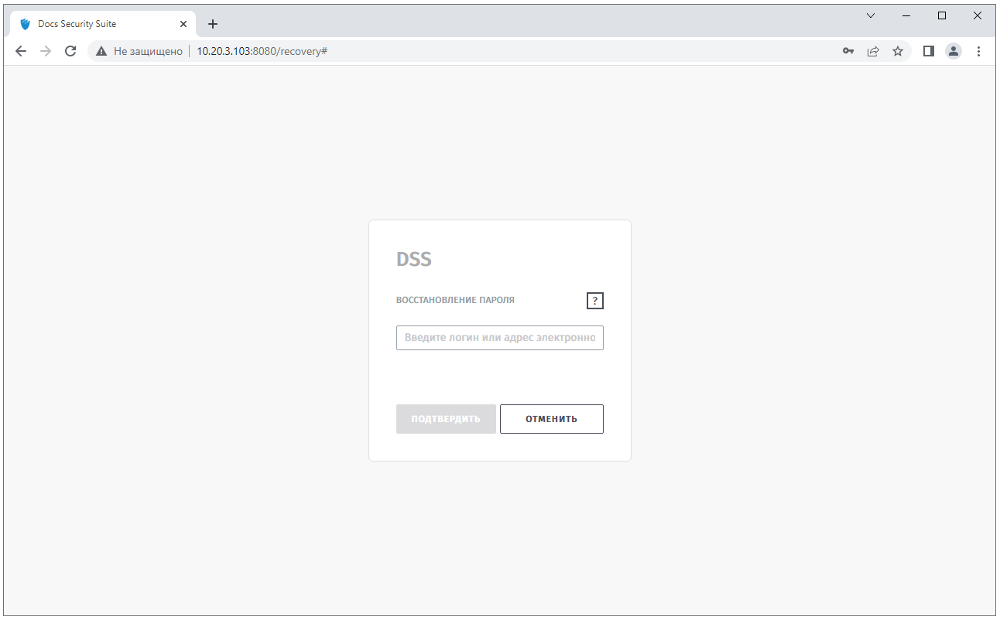 Docs Security Suite
Не защищено 10.20.3.103:8080/recovery#
DSS
ВОССТАНОВЛЕНИЕ ПАРОЛЯ ?
Введите логин или адрес электронно
ПОДТВЕРДИТЬ ОТМЕНИТЬ